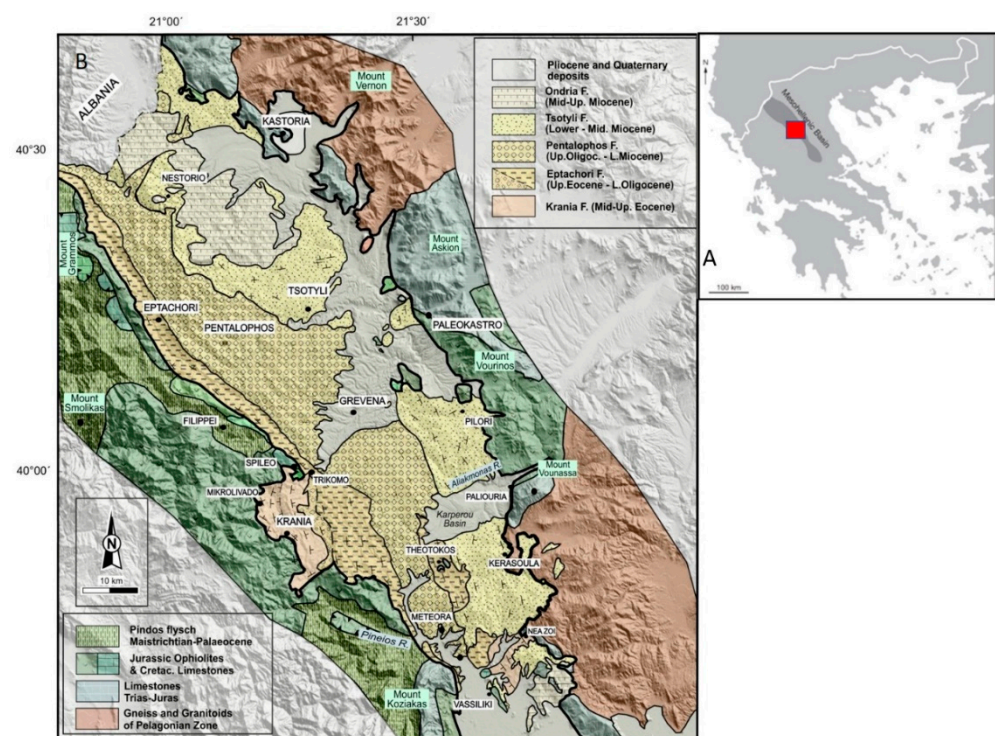 21°00´
21°30´
40°30´
40°00´
B
ALBANIA
Mount
Vernon
KASTORIA
NESTORIO
Mount
Grammos
Mount
Askion
TSOTYLI
EPTACHORI
PENTALOPHOS
PALEOKASTRO
Mount
Vourinos
Mount
Smolikas
GREVENA
FILIPPEI
PILORI
SPILEO
TRIKOMO
Aliakmonas R.
Mount
Vounassa
MIKROLIVADO
PALIOURIA
Karperou
Basin
KRANIA
THEOTOKOS
KERASOULA
METEORA
NEA ZOI
Pineios R.
Mount
Koziakas
VASSILIKI
N
10 km
Pliocene and Quaternary
deposits
Ondria F.
(Mid-Up. Miocene)
Tsotyli F.
(Lower - Mid. Miocene)
Pentalophos F.
(Up.Oligoc. - L.Miocene)
Eptachori F.
(Up.Eocene - L.Oligocene)
Krania F. (Mid-Up. Eocene)
Pindos flysch
Maistrichtian-Palaeocene
Jurassic Ophiolites
& Cretac. Limestones
Limestones
Trias-Juras
Gneiss and Granitoids
of Pelagonian Zone
N
Mesohellenic Basin
A
100 km